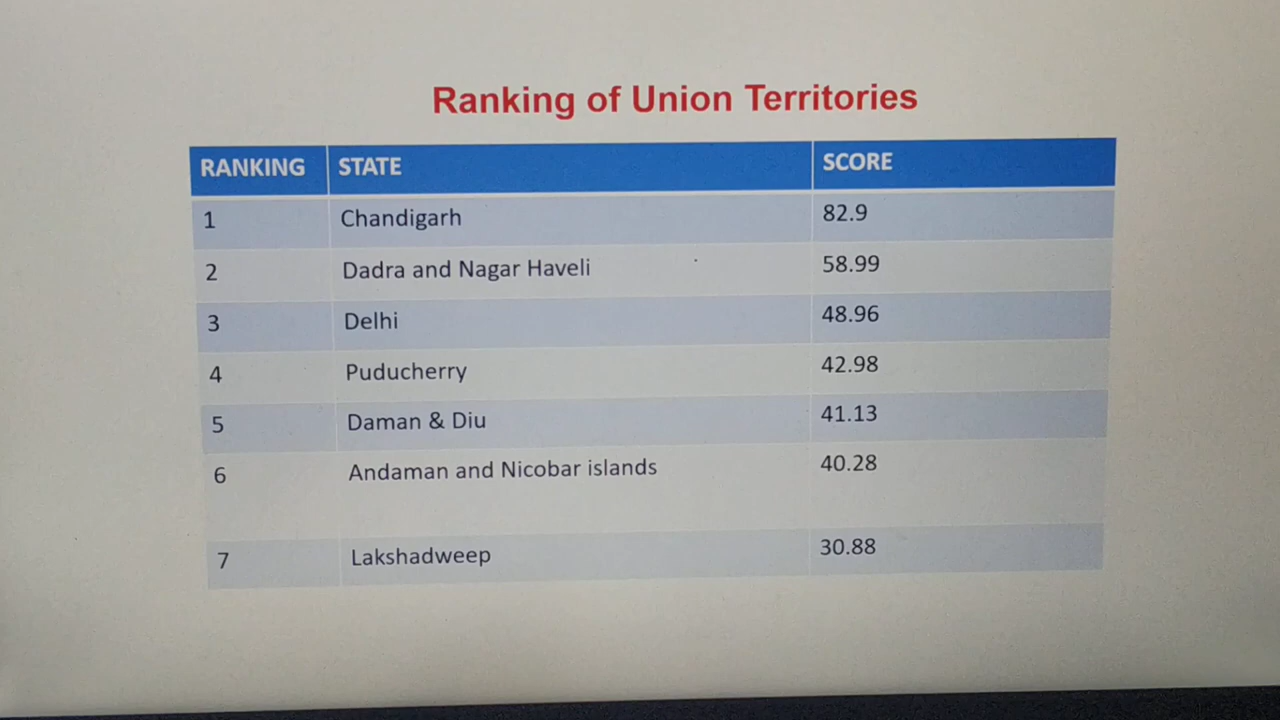 Ranking of Union Territories
RANKING STATE SCORE
1 Chandigarh 82.9
2 Dadra and Nagar Haveli 58.99
3 Delhi 48.96
4 Puducherry 42.98
5 Daman & Diu 41.13
6 Andaman and Nicobar islands 40.28
7 Lakshadweep 30.88